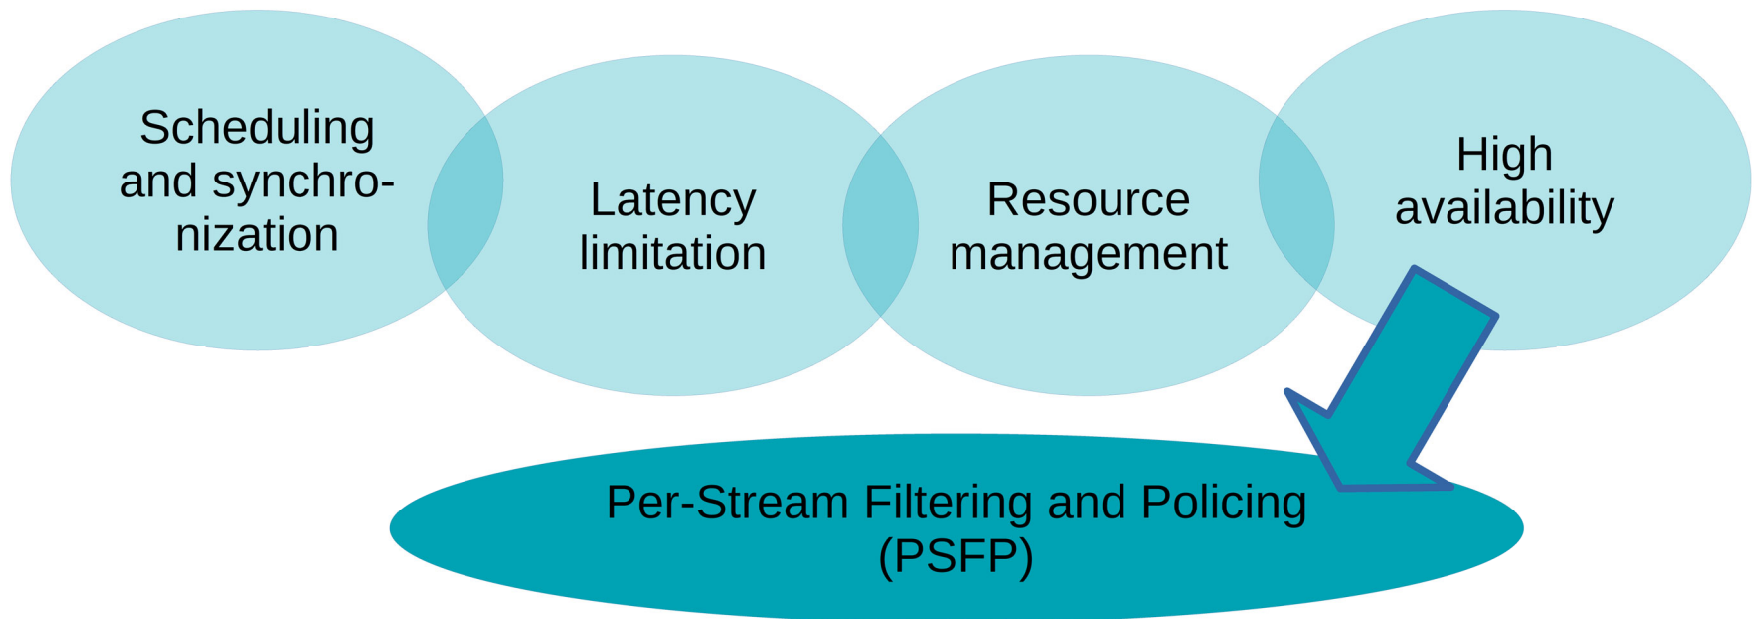 Scheduling
and synchro-
nization
Latency
limitation
Resource
management
High
availability
Per-Stream Filtering and Policing
(PSFP)